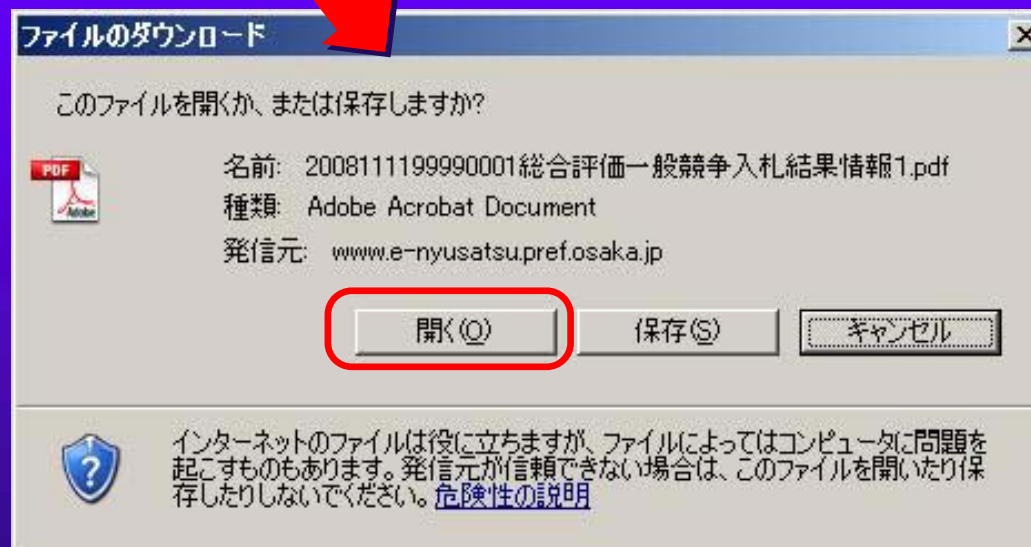 ファイルのダウンロード
このファイルを開くか、または保存しますか?
PDF
Adobe
名前: 2008111199990001総合評価一般競争入札結果情報1.pdf
種類: Adobe Acrobat Document
発信元: www.e-nyusatsu.pref.osaka.jp
開く(O) 保存(S) キャンセル
インターネットのファイルは役に立ちますが、ファイルによってはコンピュータに問題を
起こすものもあります。発信元が信頼できない場合は、このファイルを開いたり保
存したりしないでください。危険性の説明